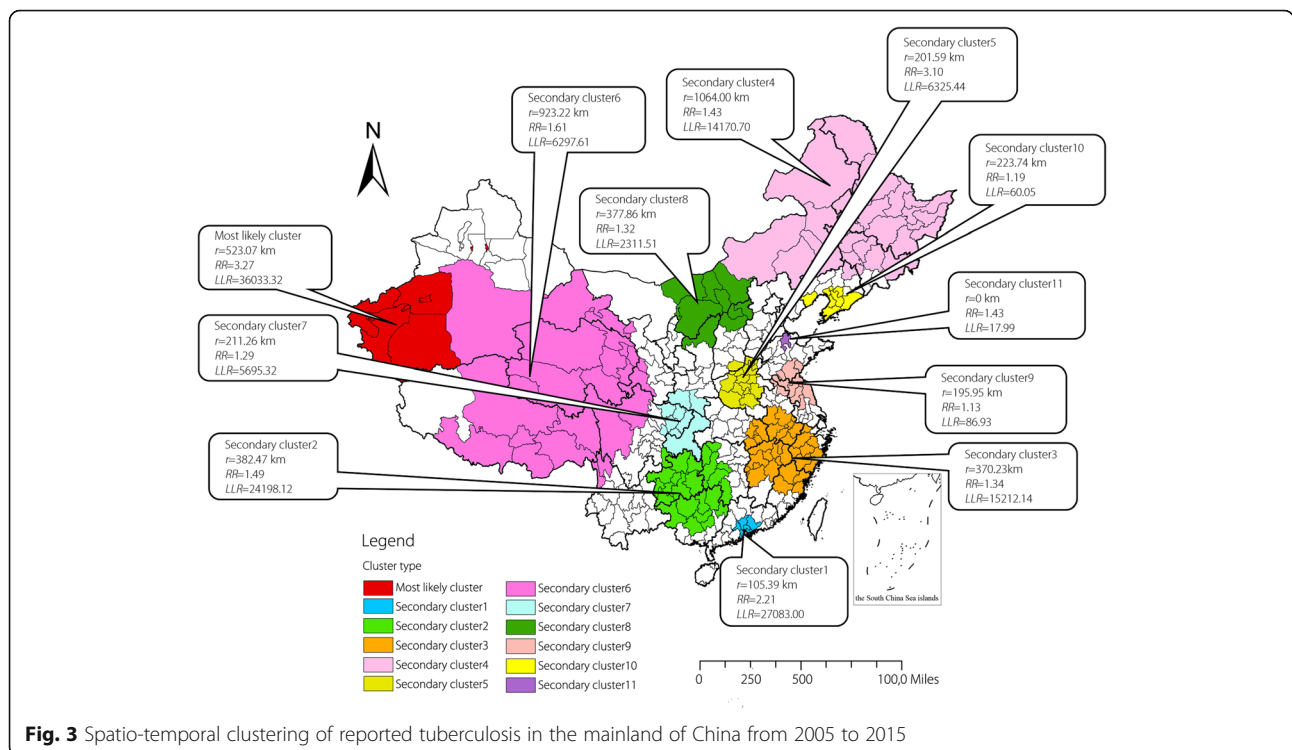 Secondary cluster5
r=201.59 km
RR=3.10
LLR=6325.44
Secondary cluster4
r=1064.00 km
RR=1.43
LLR=14170.70
Secondary cluster6
r=923.22 km
RR=1.61
LLR=6297.61
N
Secondary cluster10
r=223.74 km
RR=1.19
LLR=60.05
Secondary cluster8
r=377.86 km
RR=1.32
LLR=2311.51
Most likely cluster
r=523.07 km
RR=3.27
LLR=36033.32
Secondary cluster11
r=0 km
RR=1.43
LLR=17.99
Secondary cluster7
r=211.26 km
RR=1.29
LLR=5695.32
Secondary cluster9
r=195.95 km
RR=1.13
LLR=86.93
Secondary cluster2
r=382.47 km
RR=1.49
LLR=24198.12
Secondary cluster3
r=370.23km
RR=1.34
LLR=15212.14
the South China Sea islands
Secondary cluster1
r=105.39 km
RR=2.21
LLR=27083.00
Legend
Cluster type
Most likely cluster
Secondary cluster1
Secondary cluster2
Secondary cluster3
Secondary cluster4
Secondary cluster5
Secondary cluster6
Secondary cluster7
Secondary cluster8
Secondary cluster9
Secondary cluster10
Secondary cluster11
0 250 500 100,0 Miles
Fig. 3 Spatio-temporal clustering of reported tuberculosis in the mainland of China from 2005 to 2015